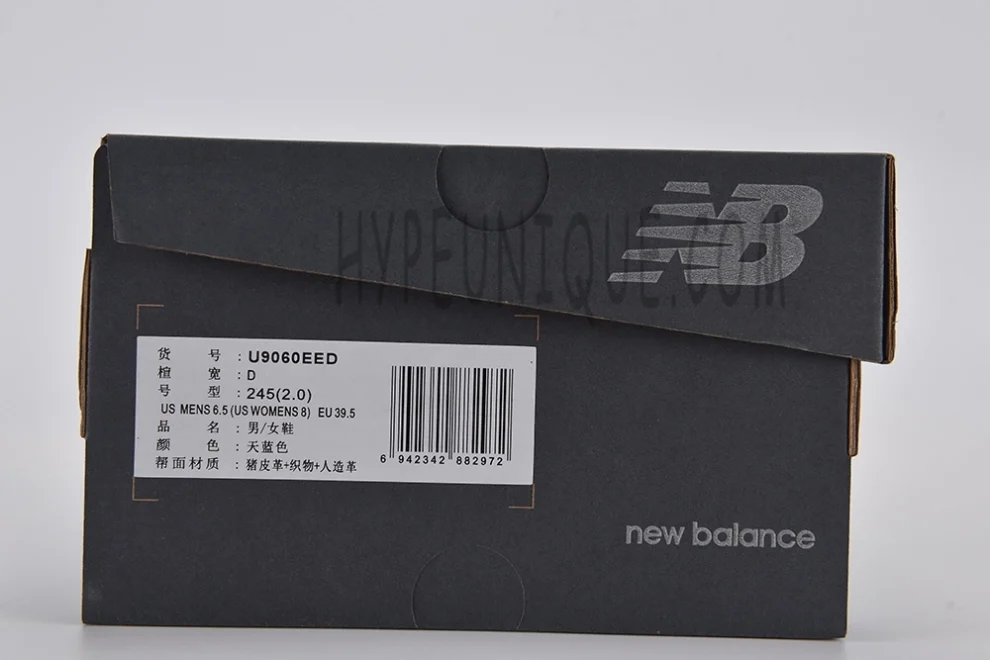 NB
HYPEUNIQUE.COM
货 号 : U9060EED
楦 宽 : D
号 型 : 245(2.0)
US MENS 6.5 (US WOMENS 8) EU 39.5
品 名 : 男/女鞋
颜 色 : 天蓝色
帮面材质 : 猪皮革+织物+人造革
6 942342 882972
new balance